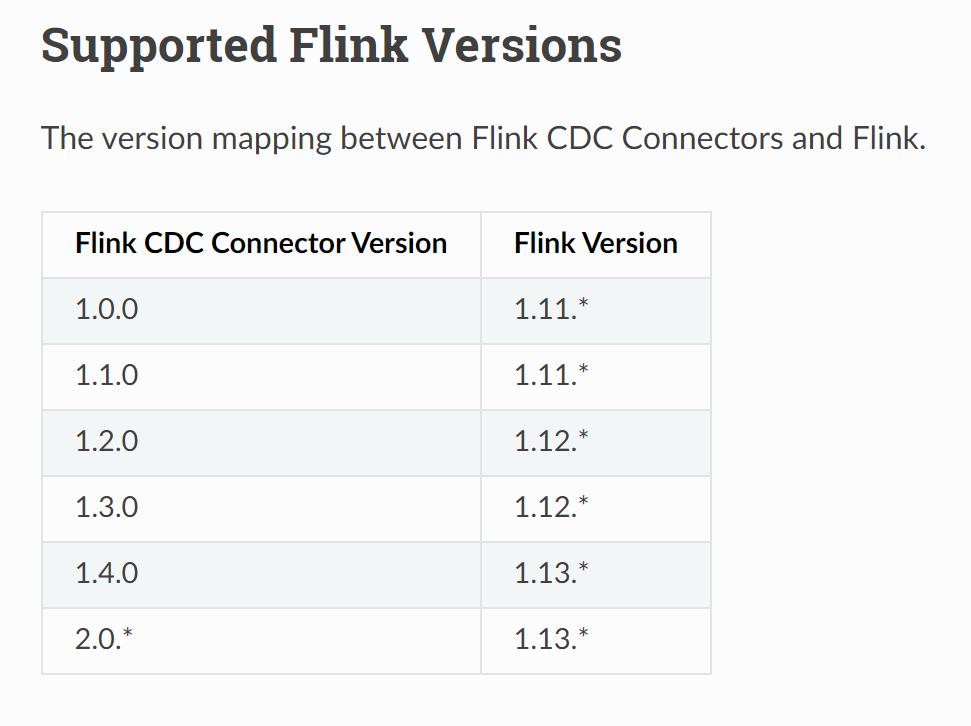 Supported Flink Versions
The version mapping between Flink CDC Connectors and Flink.
Flink CDC Connector Version Flink Version
1.0.0 1.11.*
1.1.0 1.11.*
1.2.0 1.12.*
1.3.0 1.12.*
1.4.0 1.13.*
2.0.* 1.13.*